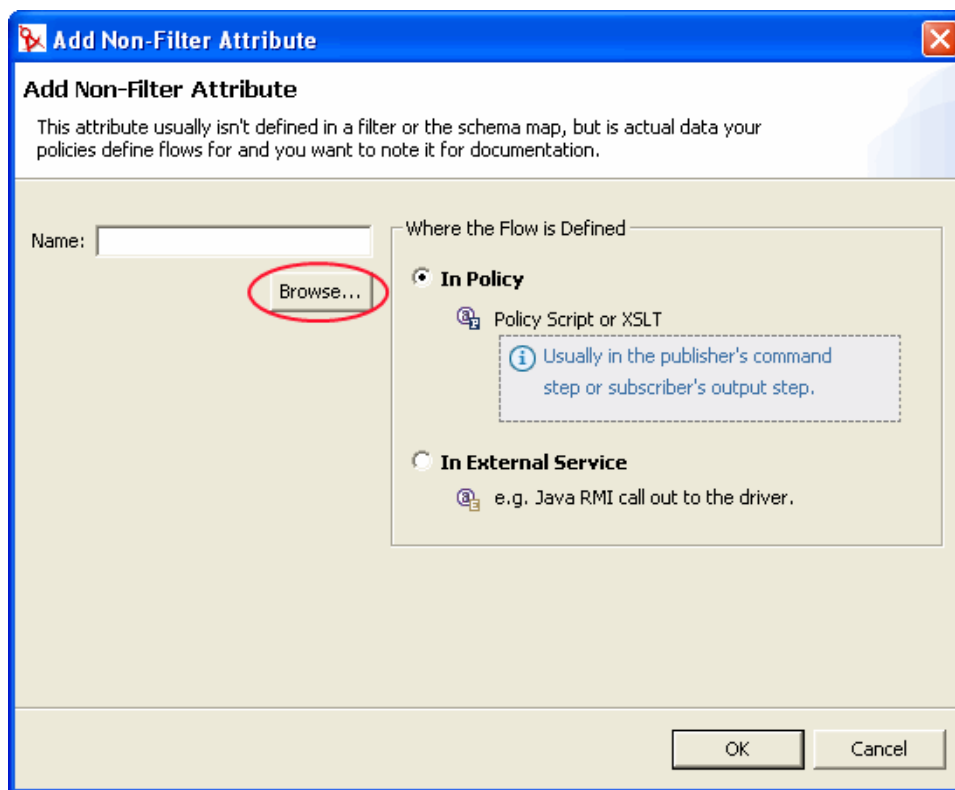 Add Non-Filter Attribute
Add Non-Filter Attribute
This attribute usually isn't defined in a filter or the schema map, but is actual data your
policies define flows for and you want to note it for documentation.
Name:
Browse...
Where the Flow is Defined
In Policy
Policy Script or XSLT
Usually in the publisher's command
step or subscriber's output step.
In External Service
e.g. Java RMI call out to the driver.
OK
Cancel